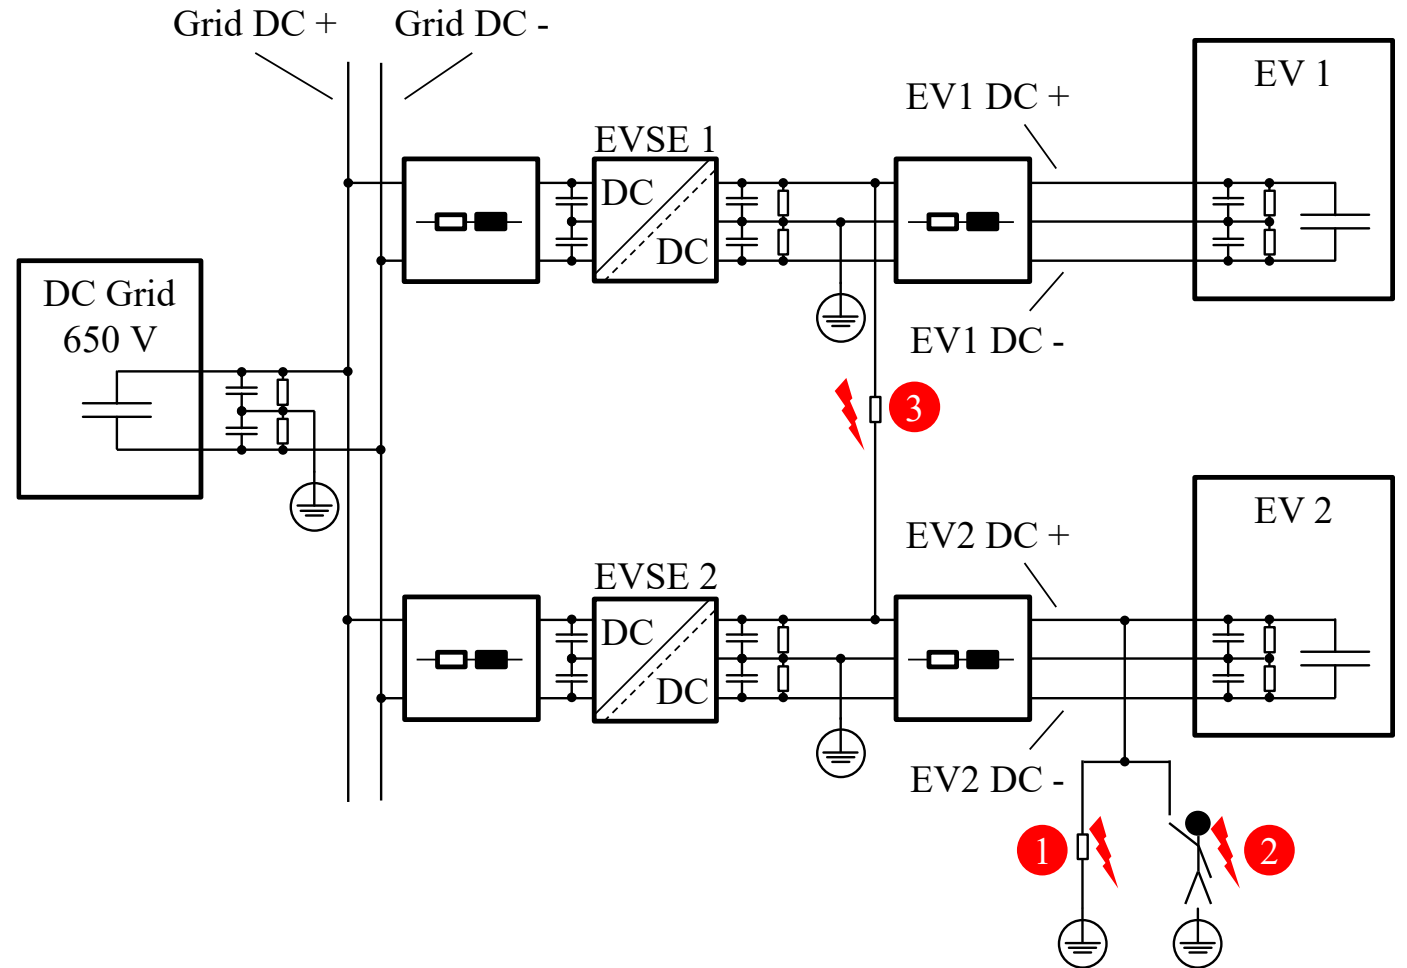 Grid DC +
Grid DC -
EV 1
EV1 DC +
EVSE 1
DC
DC
DC Grid
650 V
EV1 DC -
3
EV 2
EV2 DC +
EVSE 2
DC
DC
EV2 DC -
1
2